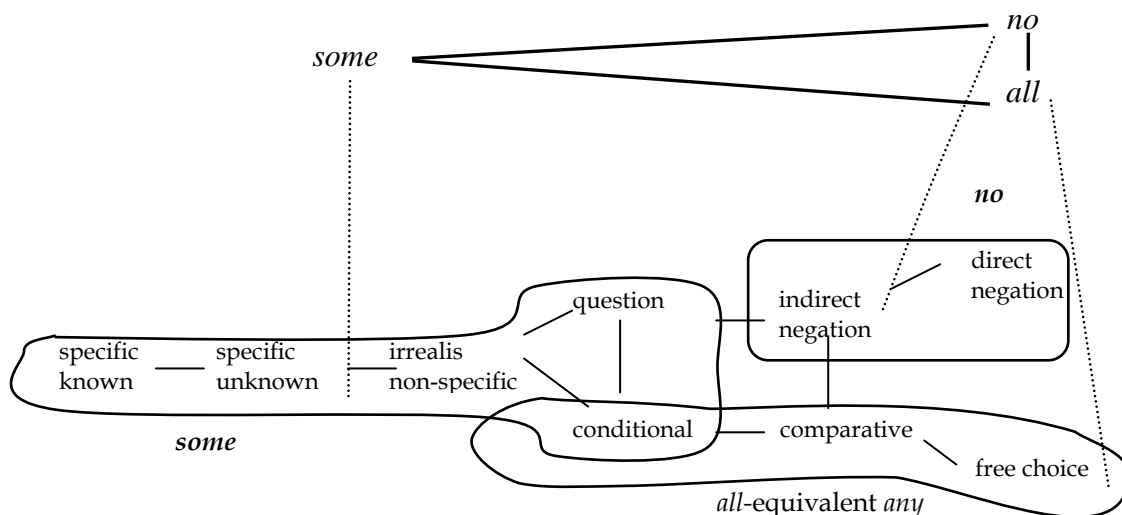 no
some
all
no
direct
negation
question
indirect
negation
specific
known
specific
unknown
irrealis
non-specific
conditional
comparative
some
free choice
all-equivalent any